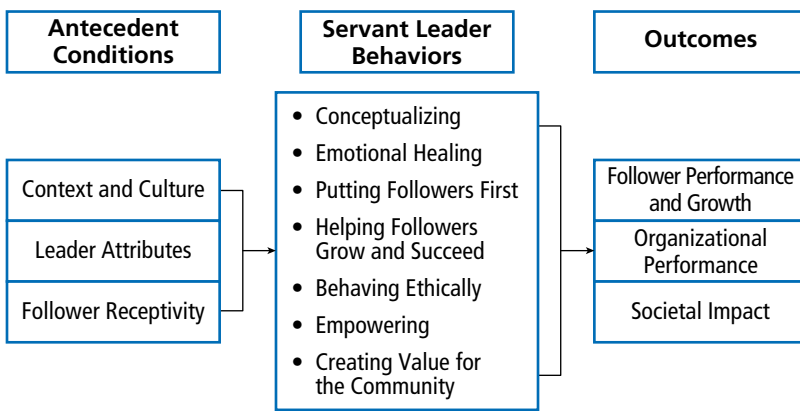 Antecedent
Conditions
Servant Leader
Behaviors
Outcomes
Context and Culture
Leader Attributes
Follower Receptivity
• Conceptualizing
• Emotional Healing
• Putting Followers First
• Helping Followers
Grow and Succeed
• Behaving Ethically
• Empowering
• Creating Value for
the Community
Follower Performance
and Growth
Organizational
Performance
Societal Impact